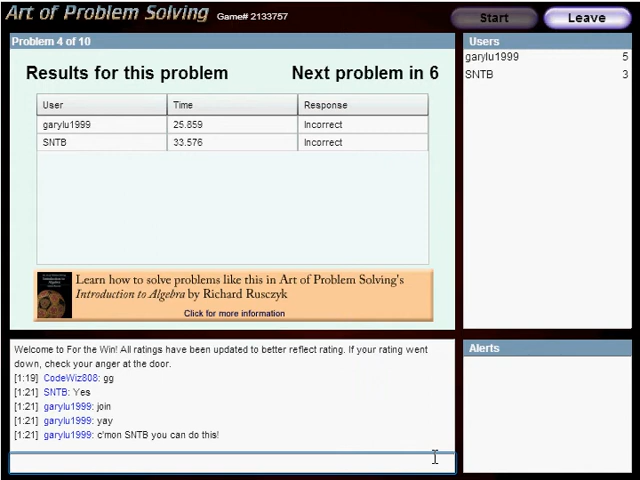 Art of Problem Solving Game# 2133757 Start Leave
Problem 4 of 10
Results for this problem Next problem in 6
User Time Response
garylu1999 25.859 Incorrect
SNTB 33.576 Incorrect
Learn how to solve problems like this in Art of Problem Solving's
Introduction to Algebra by Richard Rusczyk
Click for more information
Users
garylu1999 5
SNTB 3
Welcome to For the Win! All ratings have been updated to better reflect rating. If your rating went
down, check your anger at the door.
[1:19] CodeWiz808: gg
[1:21] SNTB: Yes
[1:21] garylu1999: join
[1:21] garylu1999: yay
[1:21] garylu1999: c'mon SNTB you can do this!
Alerts